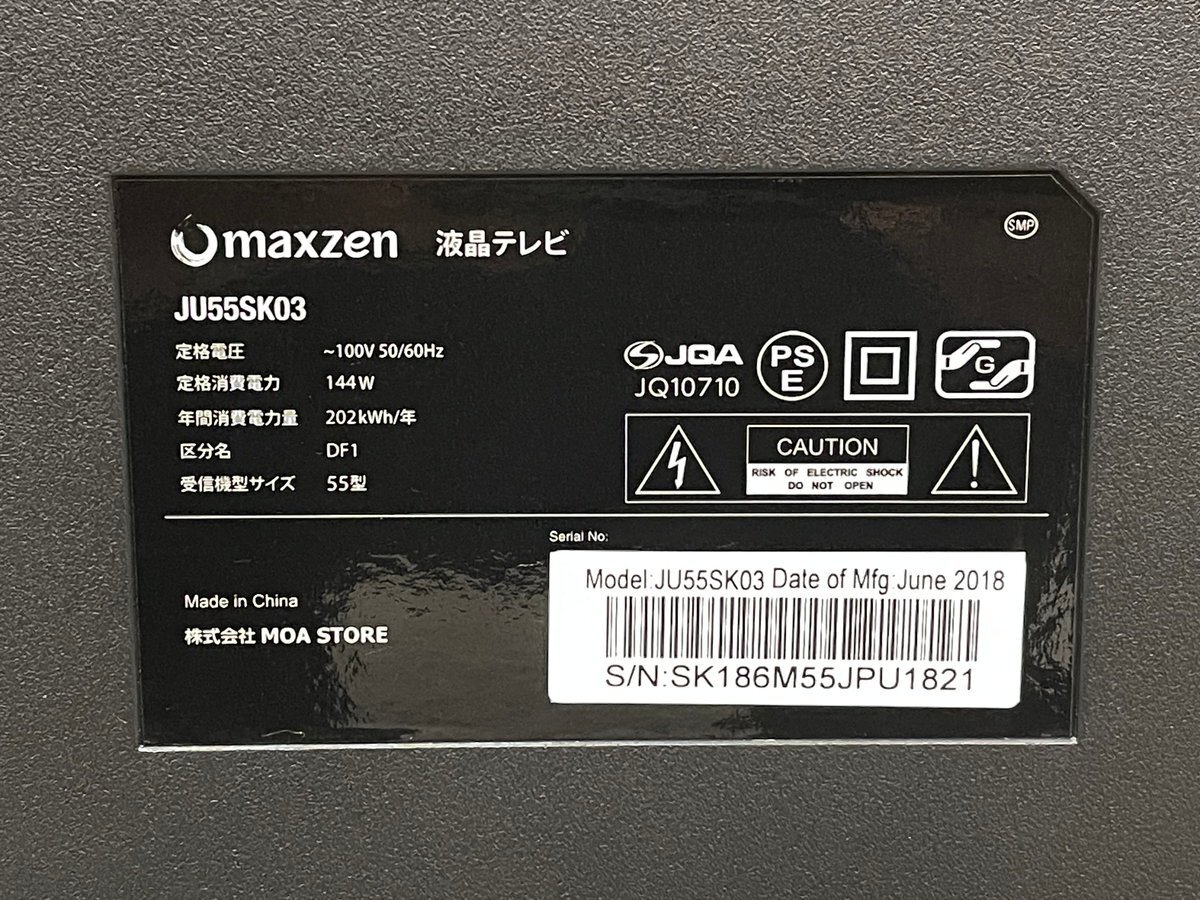 maxzen 液晶テレビ
SMP
JU55SK03
定格電圧 ~100V 50/60Hz
定格消費電力 144W
年間消費電力量 202kWh/年
区分名 DF1
受信機型サイズ 55型
JQA
JQ10710
PS
E
G
CAUTION
RISK OF ELECTRIC SHOCK
DO NOT OPEN
Serial No:
Model:JU55SK03 Date of Mfg:June 2018
S/N:SK186M55JPU1821
Made in China
株式会社 MOA STORE